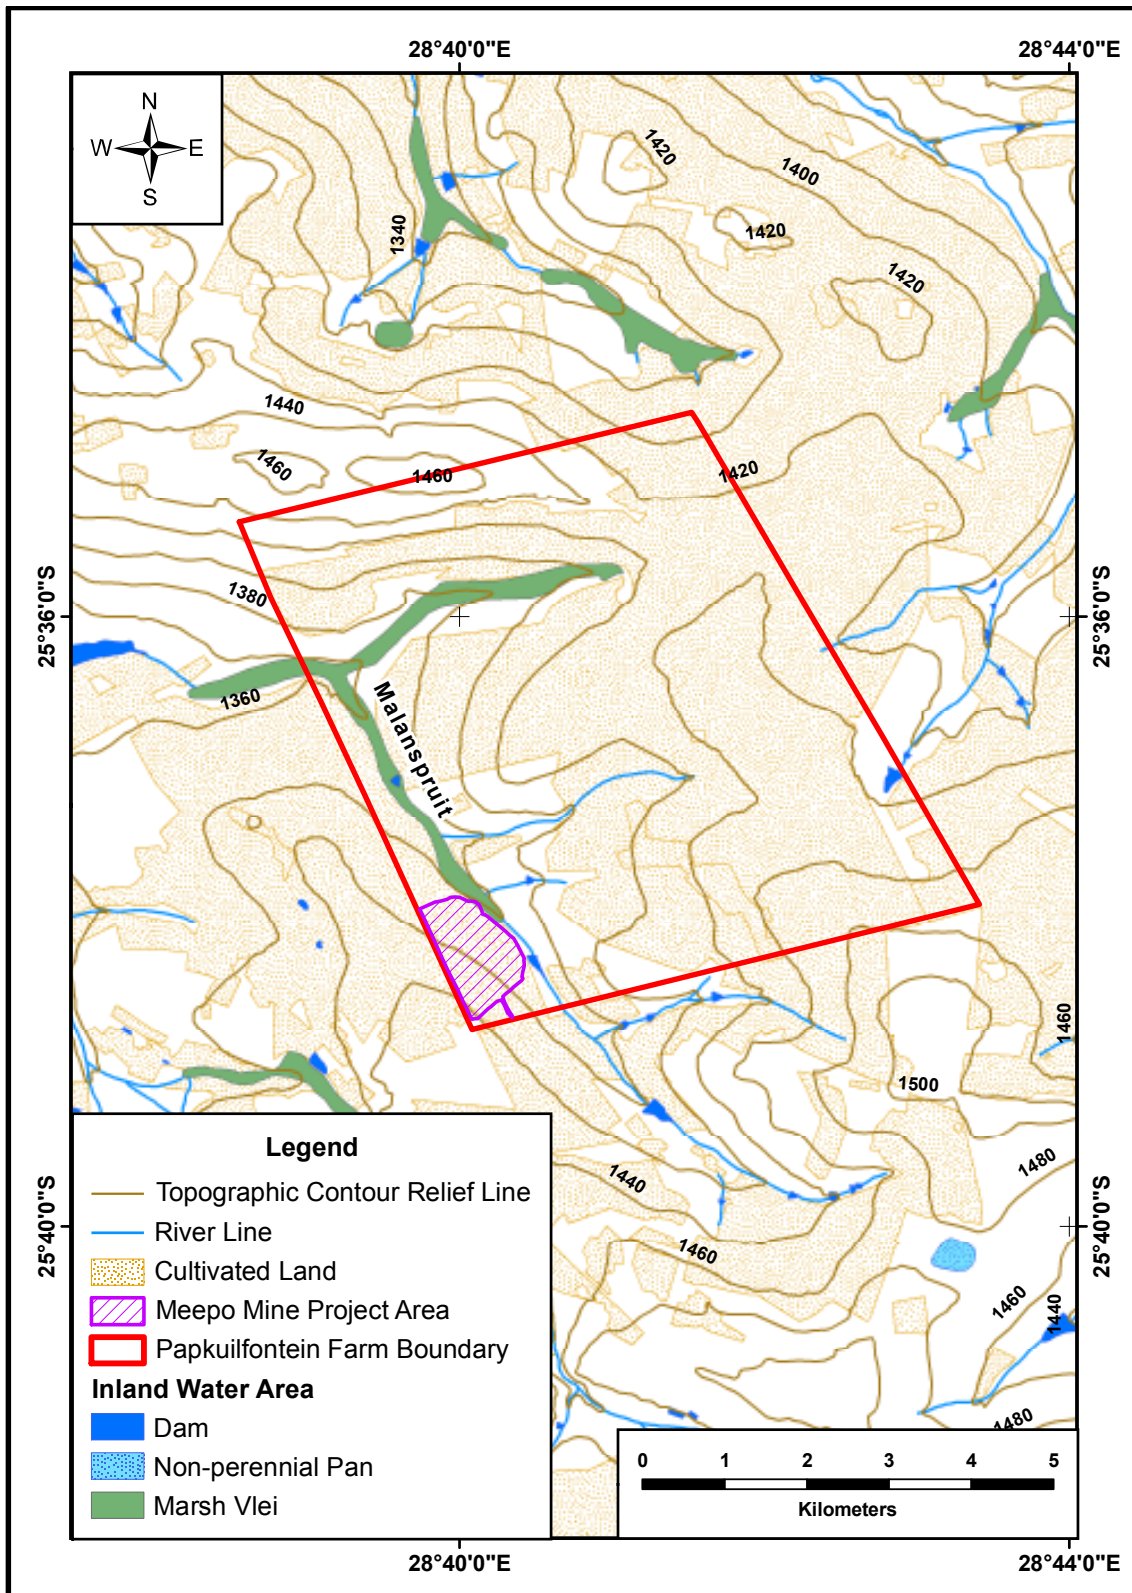 28°40'0"E
28°44'0"E
N
W
E
S
1420
1400
1420
1340
1420
1440
1460
1460
1420
25°36'0"S
25°36'0"S
1380
1360
Malanspruit
1460
1500
1480
1440
1460
1460
1440
1480
25°40'0"S
25°40'0"S
Legend
Topographic Contour Relief Line
River Line
Cultivated Land
Meepo Mine Project Area
Papkuilfontein Farm Boundary
Inland Water Area
Dam
Non-perennial Pan
Marsh Vlei
0 1 2 3 4 5
Kilometers
28°40'0"E
28°44'0"E